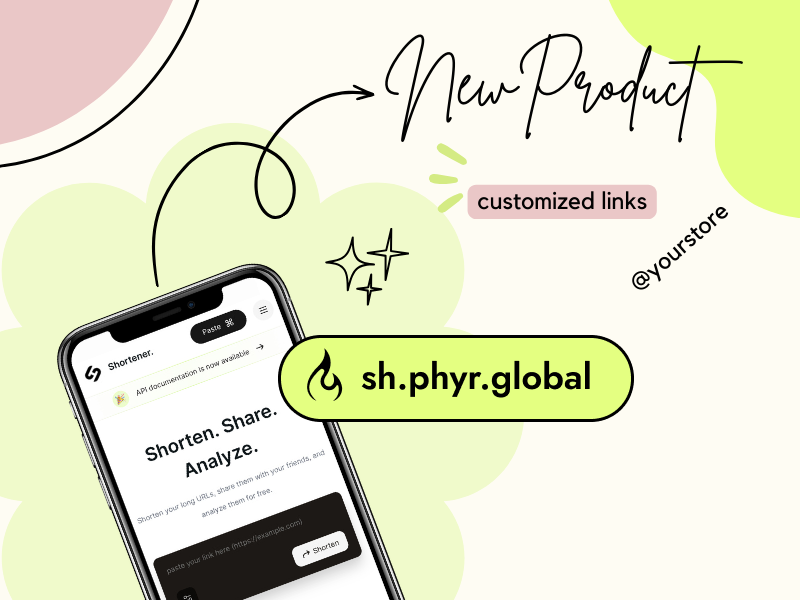 New Product
customized links
@yourstore
sh.phyr.global
Shortener.
Paste ⌘
API documentation is now available →
Shorten. Share.
Analyze.
Shorten your long URLs, share them with your friends, and
analyze them for free.
paste your link here (https://example.com)
Shorten